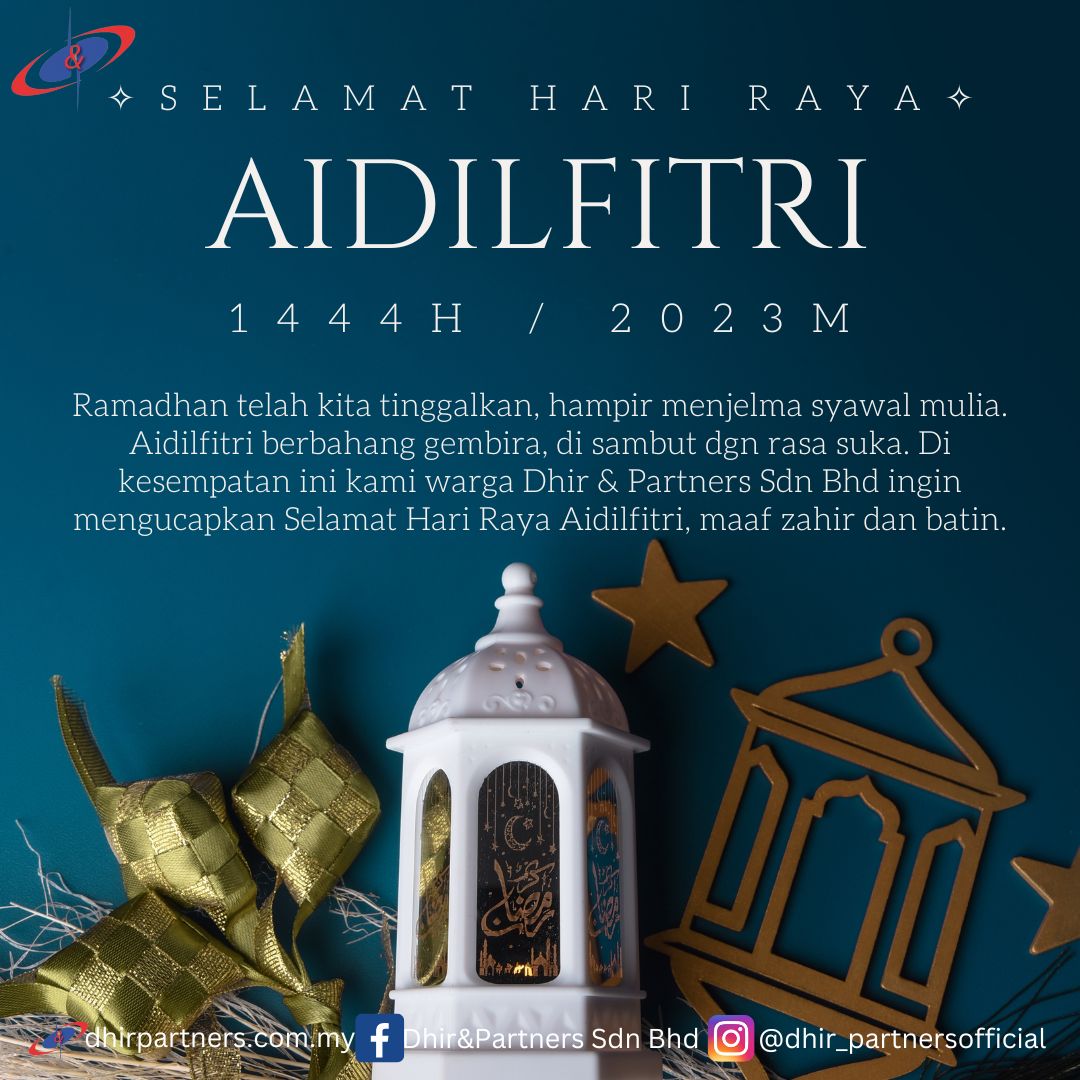 &
SELAMAT HARI RAYA
AIDILFITRI
1444H / 2023M
Ramadhan telah kita tinggalkan, hampir menjelma syawal mulia.
Aidilfitri berbahang gembira, di sambut dgn rasa suka. Di
kesempatan ini kami warga Dhir & Partners Sdn Bhd ingin
mengucapkan Selamat Hari Raya Aidilfitri, maaf zahir dan batin.
رمضان كريم
dhirpartners.com.my Dhir&Partners Sdn Bhd @dhir_partnersofficial